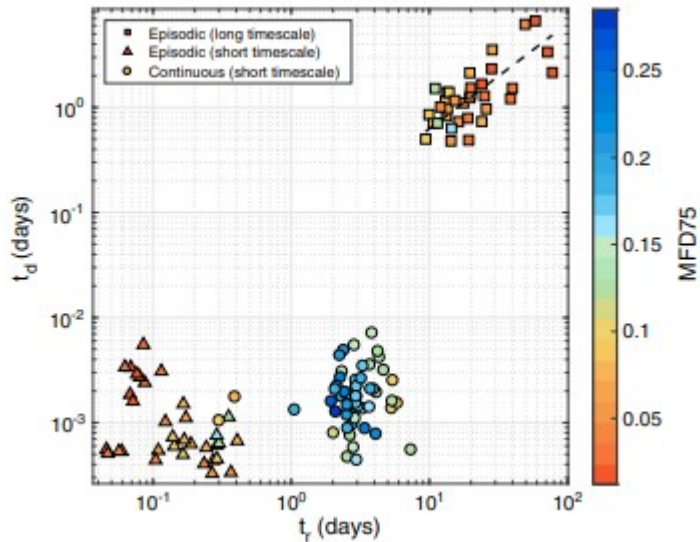 Episodic (long timescale)
Episodic (short timescale)
Continuous (short timescale)
10^0
10^-1
10^-2
10^-3
t_d (days)
10^-1
10^0
10^1
10^2
t_r (days)
0.25
0.2
0.15
0.1
0.05
MFD75